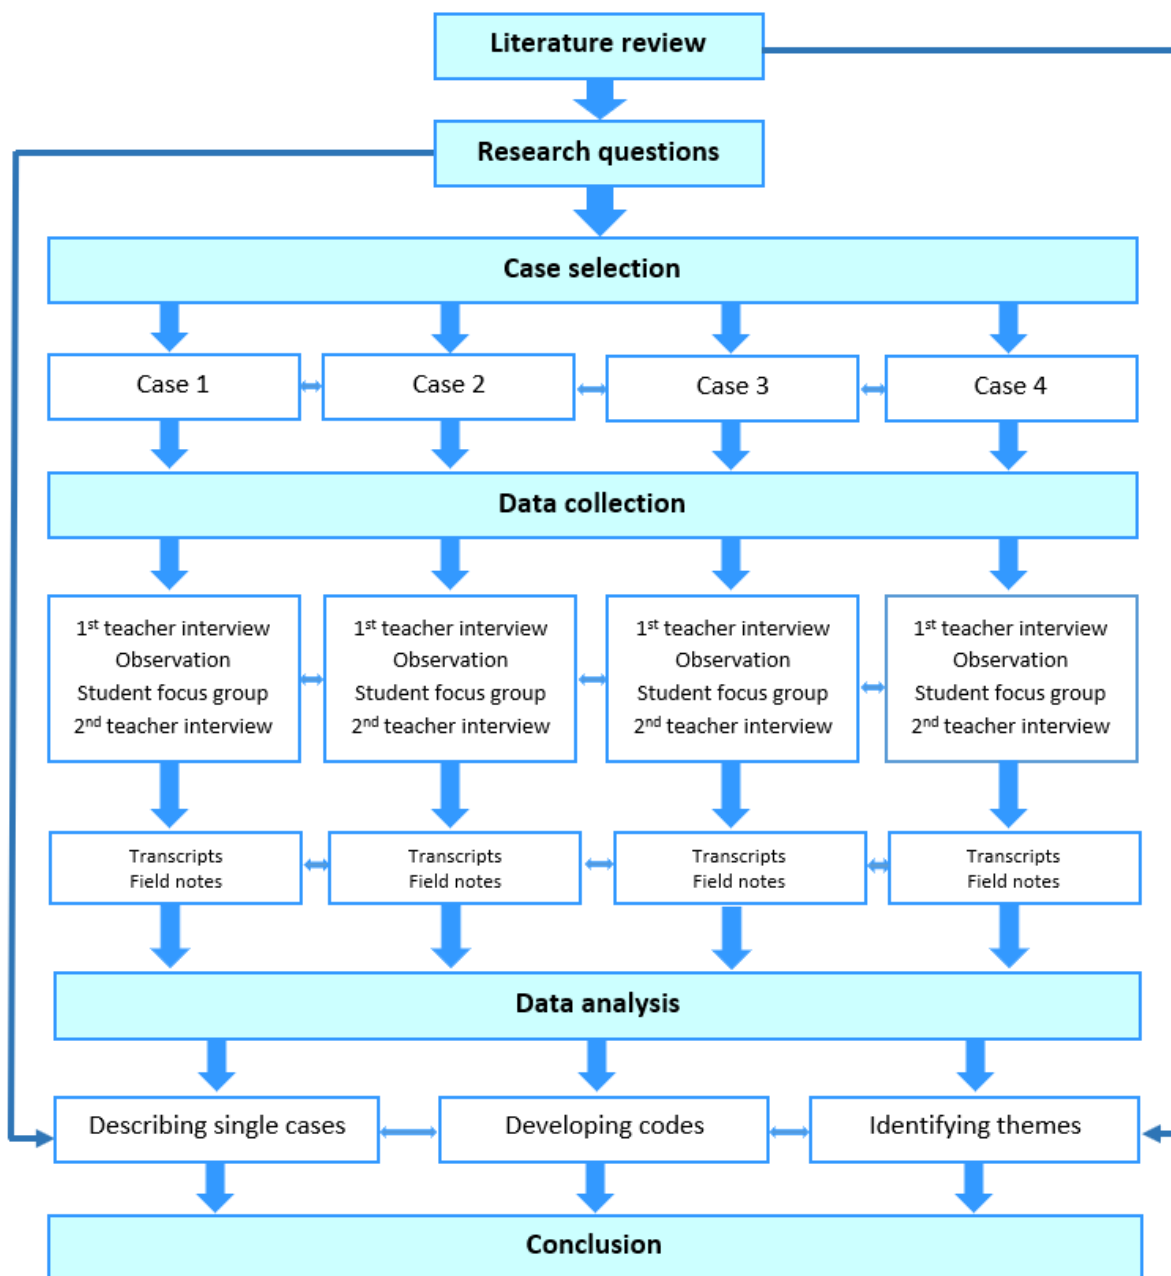 Literature review
Research questions
Case selection
Case 1
Case 2
Case 3
Case 4
Data collection
1st teacher interview
Observation
Student focus group
2nd teacher interview
1st teacher interview
Observation
Student focus group
2nd teacher interview
1st teacher interview
Observation
Student focus group
2nd teacher interview
1st teacher interview
Observation
Student focus group
2nd teacher interview
Transcripts
Field notes
Transcripts
Field notes
Transcripts
Field notes
Transcripts
Field notes
Data analysis
Describing single cases
Developing codes
Identifying themes
Conclusion